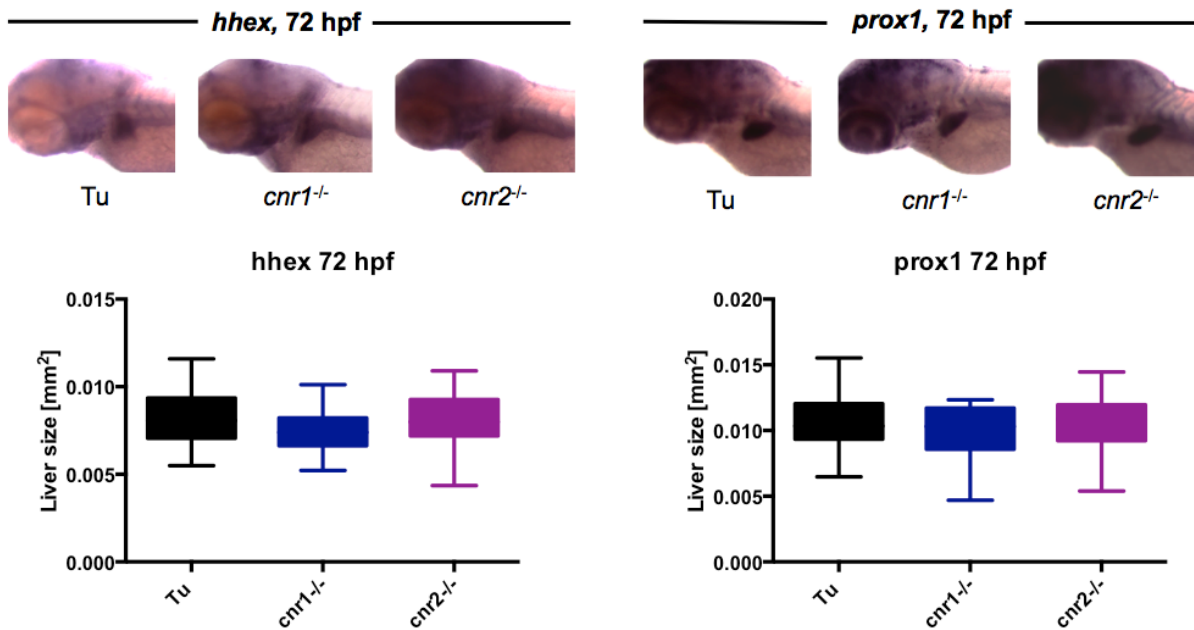 hhex, 72 hpf
Tu
cnr1-/-
cnr2-/-
prox1, 72 hpf
Tu
cnr1-/-
cnr2-/-
hhex 72 hpf
Liver size [mm²]
0.015
0.010
0.005
0.000
Tu
cnr1-/-
cnr2-/-
prox1 72 hpf
Liver size [mm²]
0.020
0.015
0.010
0.005
0.000
Tu
cnr1-/-
cnr2-/-